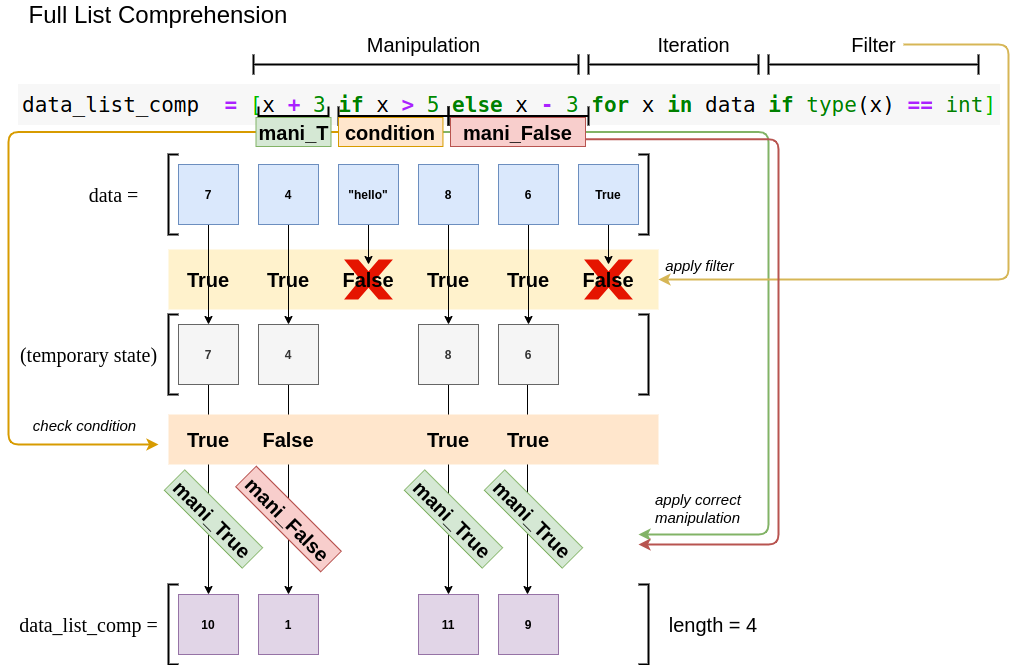 Full List Comprehension
Manipulation Iteration Filter
data_list_comp = [x + 3 if x > 5 else x - 3 for x in data if type(x) == int]
mani_T condition mani_False
data = 7 4 "hello" 8 6 True
True True False True True False apply filter
(temporary state) 7 4 8 6
check condition True False True True
mani_True mani_False mani_True mani_True
apply correct
manipulation
data_list_comp = 10 1 11 9 length = 4